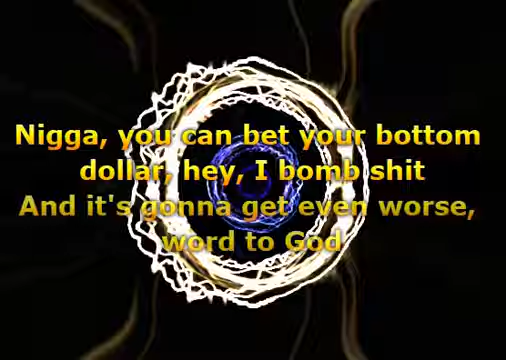 Nigga, you can bet your bottom
dollar, hey, I bomb shit
And it's gonna get even worse,
word to God